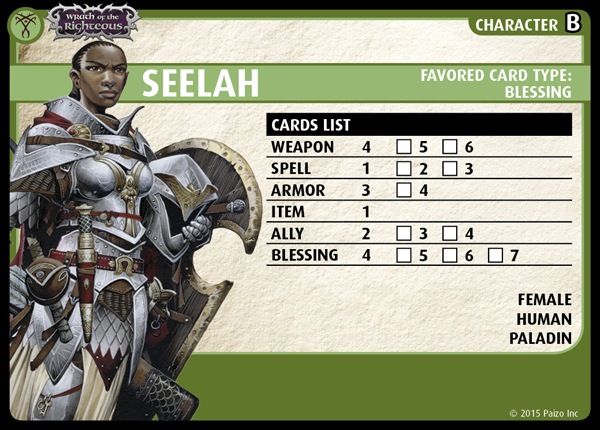 WRATH OF THE
RIGHTEOUS
CHARACTER B
SEELAH
FAVORED CARD TYPE:
BLESSING
CARDS LIST
WEAPON 4 ☐ 5 ☐ 6
SPELL 1 ☐ 2 ☐ 3
ARMOR 3 ☐ 4
ITEM 1
ALLY 2 ☐ 3 ☐ 4
BLESSING 4 ☐ 5 ☐ 6 ☐ 7
FEMALE
HUMAN
PALADIN
© 2015 Paizo Inc